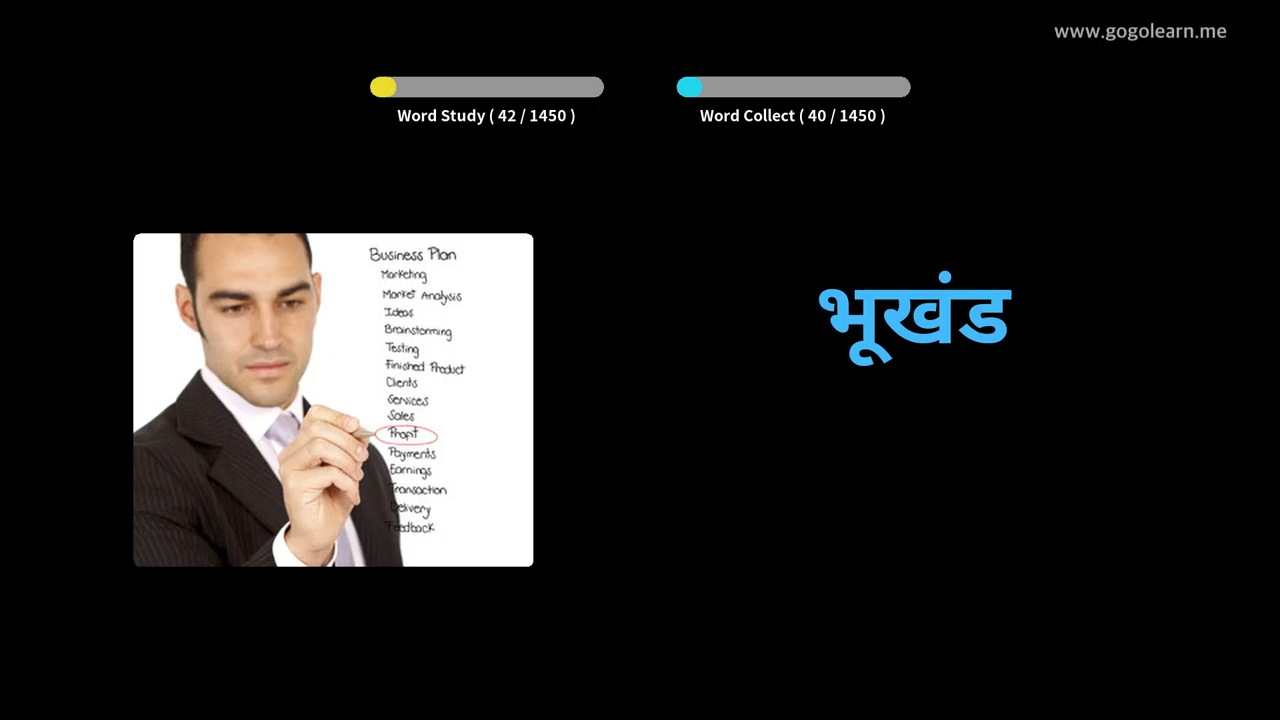 www.gogolearn.me
Word Study ( 42 / 1450 )
Word Collect ( 40 / 1450 )
Business Plan
Marketing
Market Analysis
Ideas
Brainstorming
Testing
Finished Product
Clients
Services
Sales
Profit
Payments
Earnings
Transaction
Delivery
Feedback
भूखंड